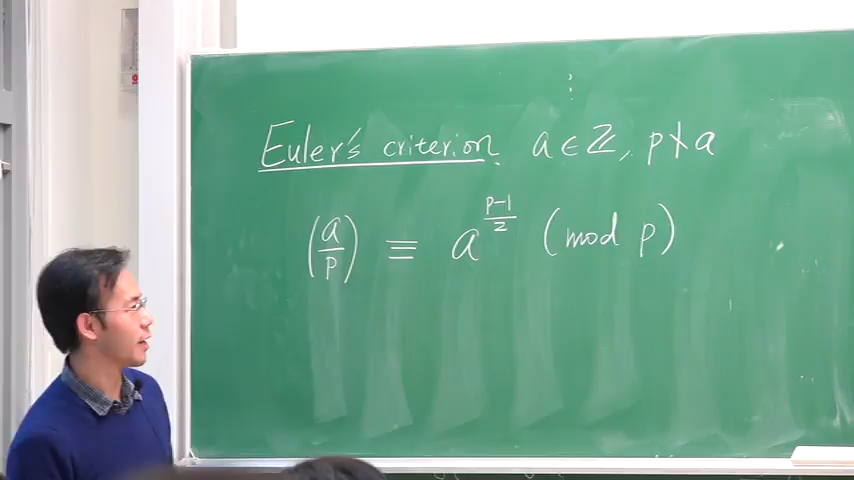 Euler's criterion. a ∈ ℤ, p ∤ a
(a/p) ≡ a^((p-1)/2) (mod p)